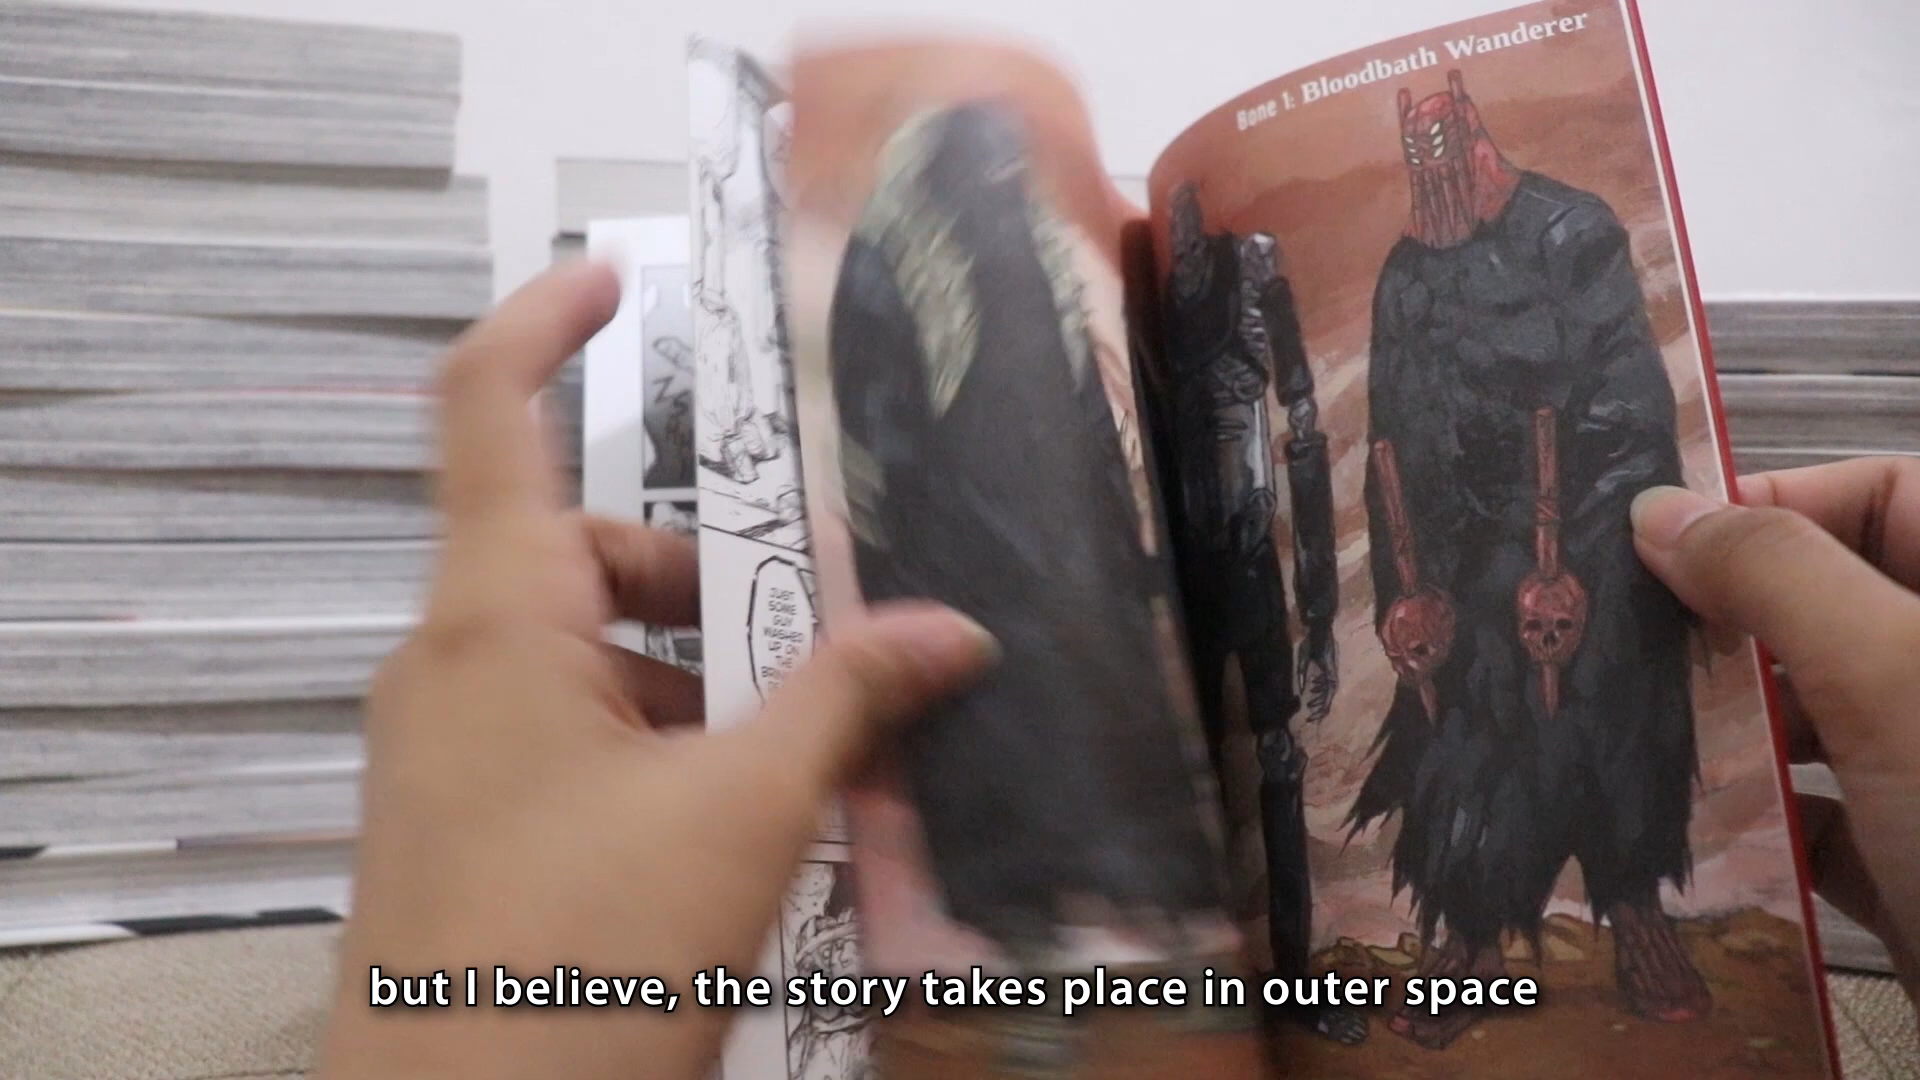 Bone 1: Bloodbath Wanderer
JUST
SOME
GUY
WASHED
UP ON
THE
but I believe, the story takes place in outer space